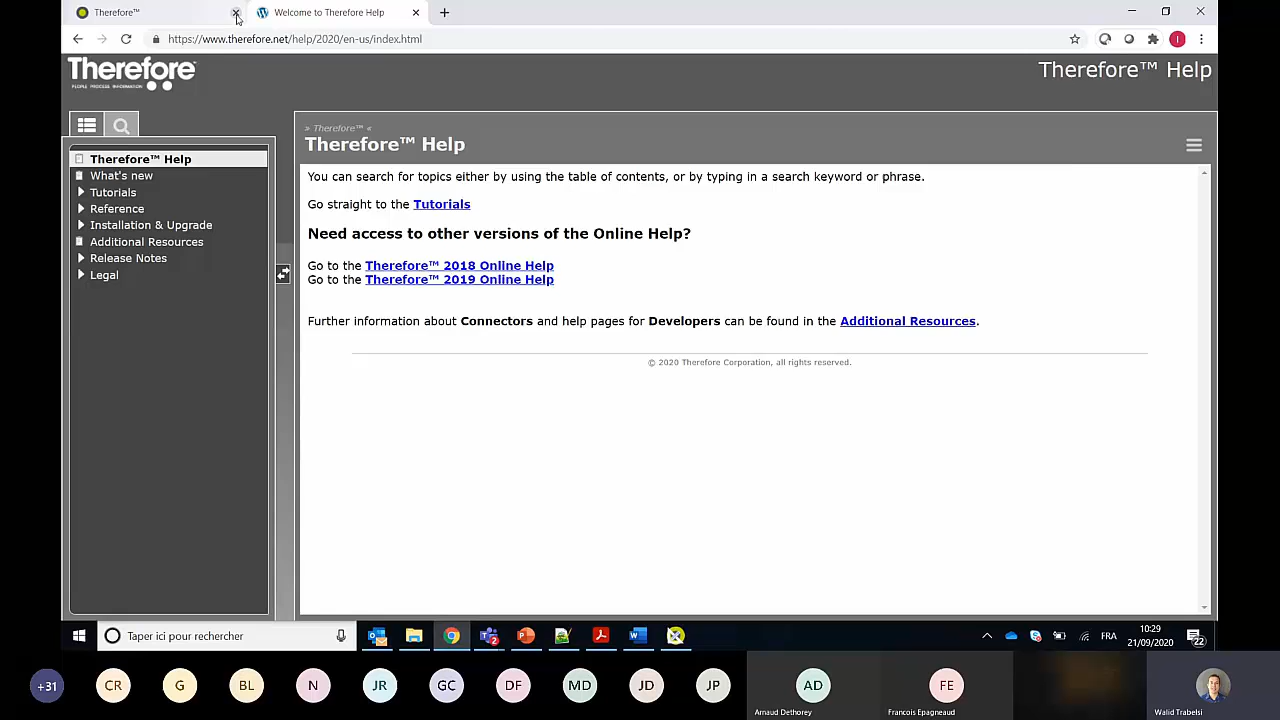 Therefore™
Welcome to Therefore Help
https://www.therefore.net/help/2020/en-us/index.html
I
Therefore
PEOPLE PROCESS INFORMATION
Therefore™ Help
» Therefore™ «
Therefore™ Help
Therefore™ Help
What's new
Tutorials
Reference
Installation & Upgrade
Additional Resources
Release Notes
Legal
You can search for topics either by using the table of contents, or by typing in a search keyword or phrase.
Go straight to the Tutorials
Need access to other versions of the Online Help?
Go to the Therefore™ 2018 Online Help
Go to the Therefore™ 2019 Online Help
Further information about Connectors and help pages for Developers can be found in the Additional Resources.
© 2020 Therefore Corporation, all rights reserved.
Taper ici pour rechercher
FRA
10:29
21/09/2020
22
+31
CR
G
BL
N
JR
GC
DF
MD
JD
JP
AD
FE
Arnaud Dethorey
Francois Epagneaud
Walid Trabelsi